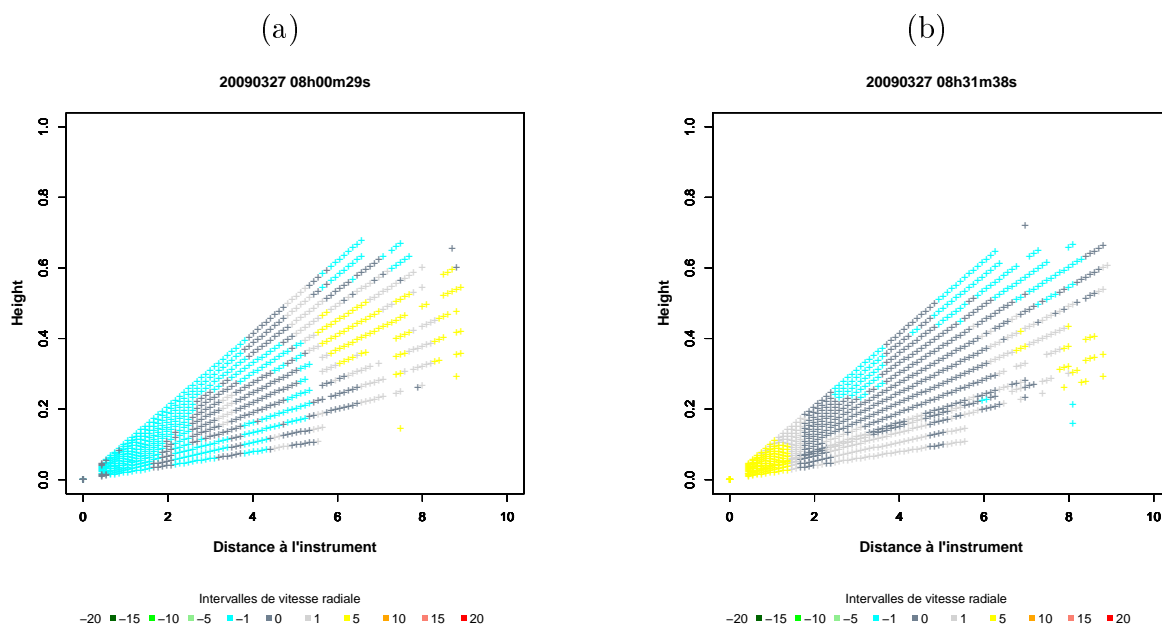 (a)
20090327 08h00m29s
Height
1.0
0.8
0.6
0.4
0.2
0.0
0 2 4 6 8 10
Distance à l'instrument
Intervalles de vitesse radiale
−20 −15 −10 −5 −1 0 1 5 10 15 20
(b)
20090327 08h31m38s
Height
1.0
0.8
0.6
0.4
0.2
0.0
0 2 4 6 8 10
Distance à l'instrument
Intervalles de vitesse radiale
−20 −15 −10 −5 −1 0 1 5 10 15 20